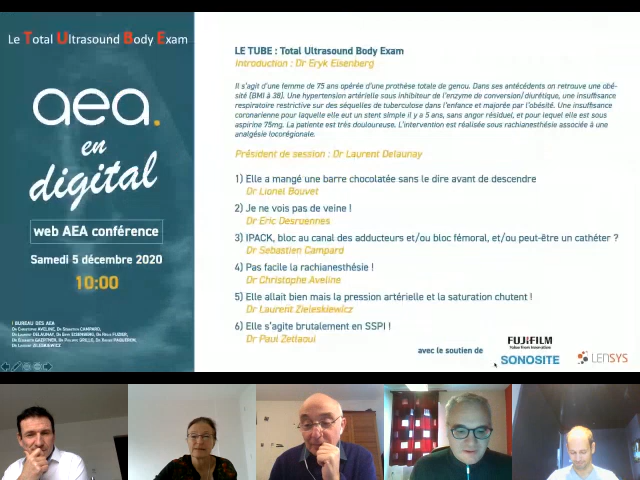 Le Total Ultrasound Body Exam
aea.
en
digital
web AEA conférence
Samedi 5 décembre 2020
10:00
LE TUBE : Total Ultrasound Body Exam
Introduction : Dr Eryk Eisenberg
Il s'agit d'une femme de 75 ans opérée d'une prothèse totale de genou. Dans ses antécédents on retrouve une obé-
sité (BMI à 38). Une hypertension artérielle sous inhibiteur de l'enzyme de conversion/diurétique, une insuffisance
respiratoire restrictive sur des séquelles de tuberculose dans l'enfance et majorée par l'obésité. Une insuffisance
coronarienne pour laquelle elle eut un stent simple il y a 5 ans, sans angor résiduel, et pour lequel elle est sous
aspirine 75mg. La patiente est très douloureuse. L'intervention est réalisée sous rachianesthésie associée à une
analgésie locorégionale.
Président de session : Dr Laurent Delaunay
1) Elle a mangé une barre chocolatée sans le dire avant de descendre
Dr Lionel Bouvet
2) Je ne vois pas de veine !
Dr Eric Desruennes
3) IPACK, bloc au canal des adducteurs et/ou bloc fémoral, et/ou peut-être un cathéter ?
Dr Sebastien Campard
4) Pas facile la rachianesthésie !
Dr Christophe Aveline
5) Elle allait bien mais la pression artérielle et la saturation chutent !
Dr Laurent Zieleskiewicz
6) Elle s'agite brutalement en SSPI !
Dr Paul Zetlaoui
avec le soutien de
FUJIFILM
Value from Innovation
SONOSITE
LENSYS
BUREAU DES AEA